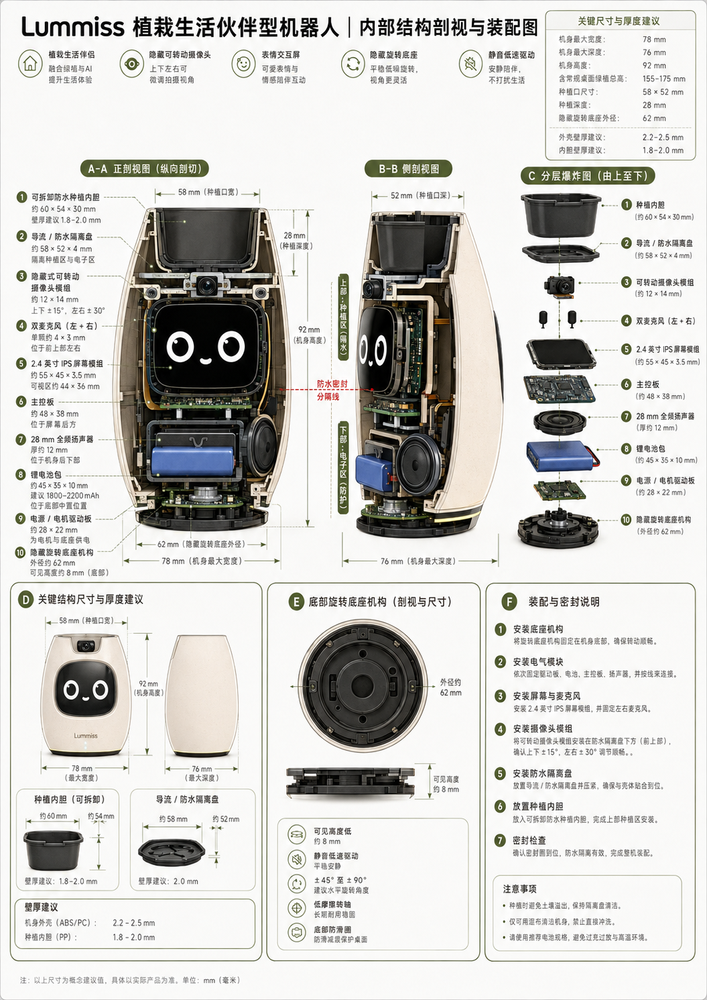 Lummiss 植栽生活伙伴型机器人｜内部结构剖视与装配图
植栽生活伴侣
融合绿植与AI
提升生活体验
隐藏可转动摄像头
上下左右可
微调拍摄视角
表情交互屏
可爱表情与
情感陪伴互动
隐藏旋转底座
平稳低噪旋转，
视角更灵活
静音低速驱动
安静陪伴，
不打扰生活
关键尺寸与厚度建议
机身最大宽度： 78 mm
机身最大深度： 76 mm
机身高度： 92 mm
含常规桌面绿植总高： 155–175 mm
种植口尺寸： 58 × 52 mm
种植深度： 28 mm
隐藏旋转底座外径： 62 mm
外壳壁厚建议： 2.2–2.5 mm
内胆壁厚建议： 1.8–2.0 mm
A–A 正剖视图（纵向剖切）
1 可拆卸防水种植内胆
约 60 × 54 × 30 mm
壁厚建议 1.8–2.0 mm
2 导流 / 防水隔离盘
约 58 × 52 × 4 mm
隔离种植区与电子区
3 隐藏式可转动
摄像头模组
约 12 × 14 mm
上下 ± 15°，左右 ± 30°
4 双麦克风（左 + 右）
单颗约 4 × 3 mm
位于前上部左右
5 2.4 英寸 IPS 屏幕模组
约 55 × 45 × 3.5 mm
可视区约 44 × 36 mm
6 主控板
约 48 × 38 mm
位于屏幕后方
7 28 mm 全频扬声器
厚约 12 mm
位于机身后下部
8 锂电池包
约 45 × 35 × 10 mm
建议 1800–2200 mAh
位于底部中置位置
9 电源 / 电机驱动板
约 28 × 22 mm
为电机与底座供电
10 隐藏旋转底座机构
外径约 62 mm
可见高度约 8 mm（底部）
58 mm（种植口宽）
28 mm
（种植深度）
92 mm
（机身高度）
62 mm（隐藏旋转底座外径）
78 mm（机身最大宽度）
防水密封
分隔线
B–B 侧剖视图
52 mm（种植口深）
上部：种植区（隔水）
下部：电子区（防护）
76 mm（机身最大深度）
C 分层爆炸图（由上至下）
1 种植内胆
（约 60 × 54 × 30 mm）
2 导流 / 防水隔离盘
（约 58 × 52 × 4 mm）
3 可转动摄像头模组
（约 12 × 14 mm）
4 双麦克风（左 + 右）
5 2.4 英寸 IPS 屏幕模组
（约 55 × 45 × 3.5 mm）
6 主控板
（约 48 × 38 mm）
7 28 mm 全频扬声器
（厚约 12 mm）
8 锂电池包
（约 45 × 35 × 10 mm）
9 电源 / 电机驱动板
（约 28 × 22 mm）
10 隐藏旋转底座机构
（外径约 62 mm）
D 关键结构尺寸与厚度建议
58 mm（种植口宽）
92 mm
（机身高度）
Lummiss
78 mm
（最大宽度）
76 mm
（最大深度）
种植内胆（可拆卸）
约 60 mm
约 54 mm
壁厚建议：1.8–2.0 mm
导流 / 防水隔离盘
约 58 mm
约 52 mm
壁厚建议：2.0 mm
壁厚建议
机身外壳（ABS/PC）： 2.2 – 2.5 mm
种植内胆（PP）： 1.8 – 2.0 mm
E 底部旋转底座机构（剖视与尺寸）
外径约
62 mm
可见高度
约 8 mm
可见高度低
约 8 mm
静音低速驱动
平稳安静
± 45° 至 ± 90°
建议水平旋转角度
低摩擦转轴
长期耐用稳固
底部防滑圈
防滑减震保护桌面
F 装配与密封说明
1 安装底座机构
将旋转底座机构固定在机身底部，确保转动顺畅。
2 安装电气模块
依次固定驱动板、电池、主控板、扬声器，并按线束连接。
3 安装屏幕与麦克风
安装 2.4 英寸 IPS 屏幕模组，并固定左右麦克风。
4 安装摄像头模组
将可转动摄像头模组安装在防水隔离盘下方（前上部），
确认上下 ± 15°，左右 ± 30° 调节顺畅。。
5 安装防水隔离盘
放置导流 / 防水隔离盘并压紧，确保与壳体贴合到位。
6 放置种植内胆
放入可拆卸防水种植内胆，完成上部种植区安装。
7 密封检查
确认密封圈到位，防水隔离有效，完成整机装配。
注意事项
• 种植时避免土壤溢出，保持隔离盘清洁。
• 仅可用湿布清洁机身，禁止直接冲洗。
• 请使用推荐电池规格，避免过充过放与高温环境。
注：以上尺寸为概念建议值，具体以实际产品为准。单位：mm（毫米）